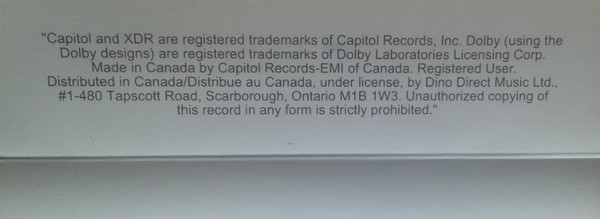 "Capitol and XDR are registered trademarks of Capitol Records, Inc. Dolby (using the
Dolby designs) are registered trademarks of Dolby Laboratories Licensing Corp.
Made in Canada by Capitol Records-EMI of Canada. Registered User.
Distributed in Canada/Distribue au Canada, under license, by Dino Direct Music Ltd.,
#1-480 Tapscott Road, Scarborough, Ontario M1B 1W3. Unauthorized copying of
this record in any form is strictly prohibited."